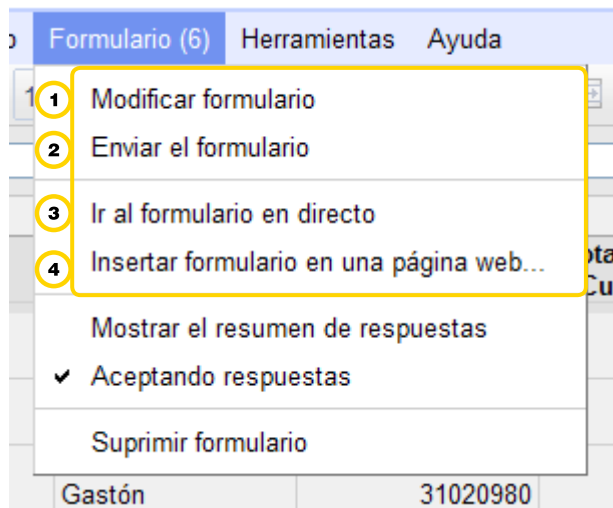 Formulario (6) Herramientas Ayuda
1 Modificar formulario
2 Enviar el formulario
3 Ir al formulario en directo
4 Insertar formulario en una página web...
Mostrar el resumen de respuestas
Aceptando respuestas
Suprimir formulario
Gastón 31020980